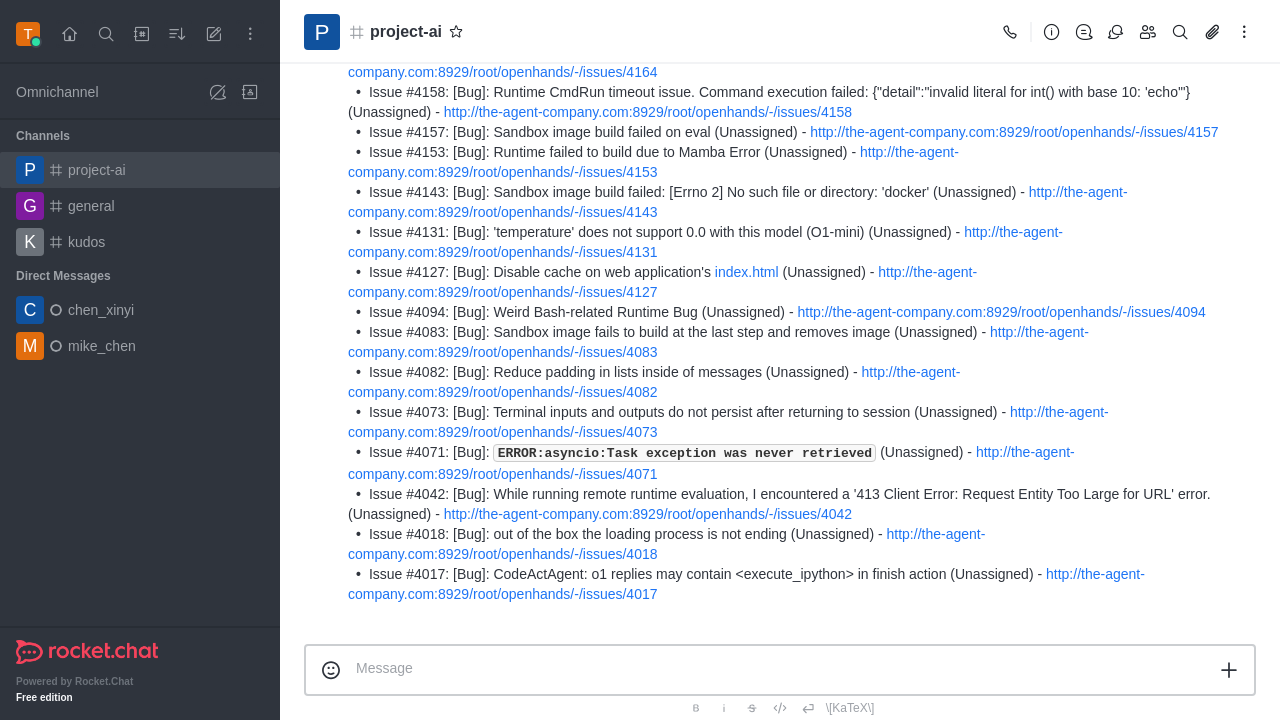 T
Omnichannel
Channels
P project-ai
G general
K kudos
Direct Messages
C chen_xinyi
M mike_chen
rocket.chat
Powered by Rocket.Chat
Free edition
P project-ai
company.com:8929/root/openhands/-/issues/4164
• Issue #4158: [Bug]: Runtime CmdRun timeout issue. Command execution failed: {"detail":"invalid literal for int() with base 10: 'echo'"}
(Unassigned) - http://the-agent-company.com:8929/root/openhands/-/issues/4158
• Issue #4157: [Bug]: Sandbox image build failed on eval (Unassigned) - http://the-agent-company.com:8929/root/openhands/-/issues/4157
• Issue #4153: [Bug]: Runtime failed to build due to Mamba Error (Unassigned) - http://the-agent-
company.com:8929/root/openhands/-/issues/4153
• Issue #4143: [Bug]: Sandbox image build failed: [Errno 2] No such file or directory: 'docker' (Unassigned) - http://the-agent-
company.com:8929/root/openhands/-/issues/4143
• Issue #4131: [Bug]: 'temperature' does not support 0.0 with this model (O1-mini) (Unassigned) - http://the-agent-
company.com:8929/root/openhands/-/issues/4131
• Issue #4127: [Bug]: Disable cache on web application's index.html (Unassigned) - http://the-agent-
company.com:8929/root/openhands/-/issues/4127
• Issue #4094: [Bug]: Weird Bash-related Runtime Bug (Unassigned) - http://the-agent-company.com:8929/root/openhands/-/issues/4094
• Issue #4083: [Bug]: Sandbox image fails to build at the last step and removes image (Unassigned) - http://the-agent-
company.com:8929/root/openhands/-/issues/4083
• Issue #4082: [Bug]: Reduce padding in lists inside of messages (Unassigned) - http://the-agent-
company.com:8929/root/openhands/-/issues/4082
• Issue #4073: [Bug]: Terminal inputs and outputs do not persist after returning to session (Unassigned) - http://the-agent-
company.com:8929/root/openhands/-/issues/4073
• Issue #4071: [Bug]: ERROR:asyncio:Task exception was never retrieved (Unassigned) - http://the-agent-
company.com:8929/root/openhands/-/issues/4071
• Issue #4042: [Bug]: While running remote runtime evaluation, I encountered a '413 Client Error: Request Entity Too Large for URL' error.
(Unassigned) - http://the-agent-company.com:8929/root/openhands/-/issues/4042
• Issue #4018: [Bug]: out of the box the loading process is not ending (Unassigned) - http://the-agent-
company.com:8929/root/openhands/-/issues/4018
• Issue #4017: [Bug]: CodeActAgent: o1 replies may contain <execute_ipython> in finish action (Unassigned) - http://the-agent-
company.com:8929/root/openhands/-/issues/4017
Message
B i S \[KaTeX\]